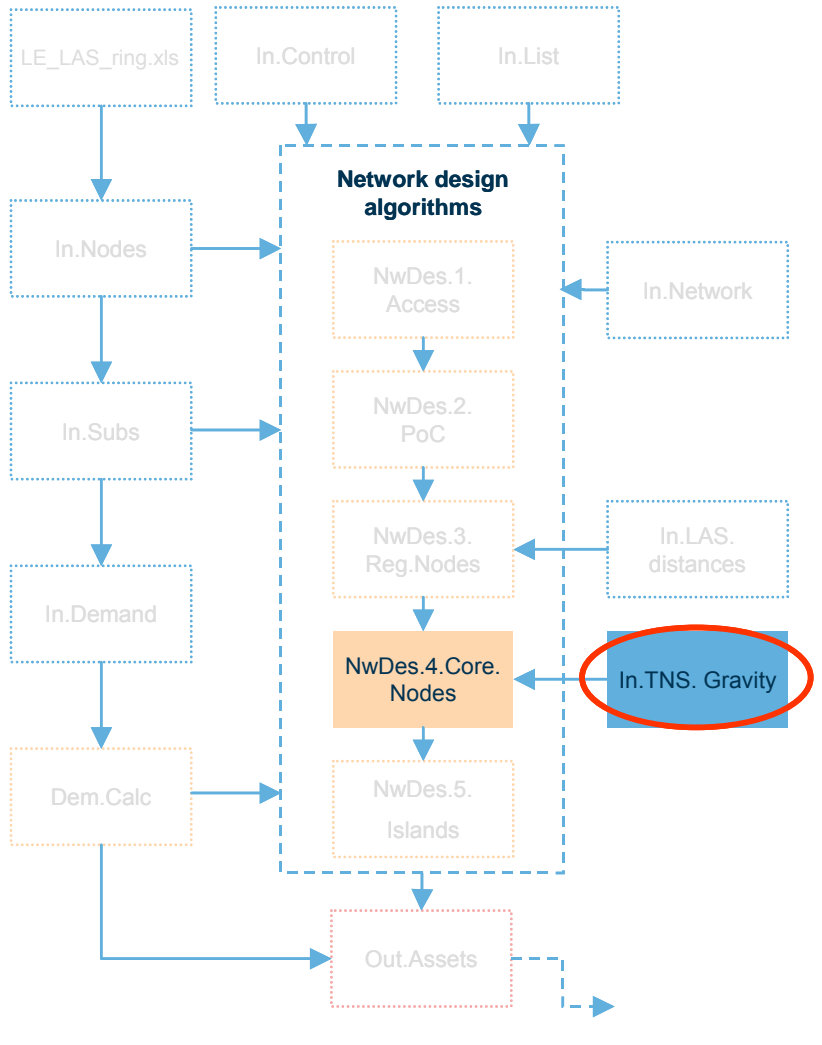 LE_LAS_ring.xls
In.Control
In.List
Network design
algorithms
In.Nodes
NwDes.1.
Access
In.Network
In.Subs
NwDes.2.
PoC
NwDes.3.
Reg.Nodes
In.LAS.
distances
In.Demand
NwDes.4.Core.
Nodes
In.TNS. Gravity
Dem.Calc
NwDes.5.
Islands
Out.Assets